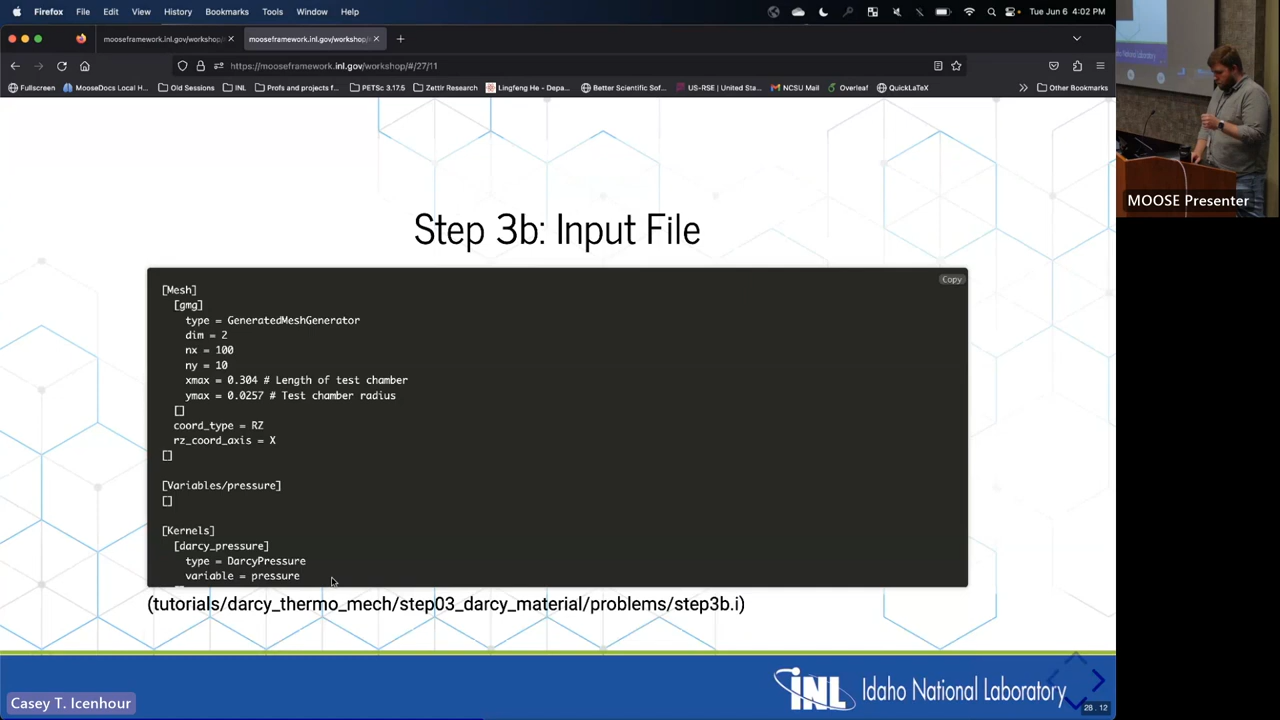 Firefox File Edit View History Bookmarks Tools Window Help
Tue Jun 6 4:02 PM
mooseframework.inl.gov/workshop/
mooseframework.inl.gov/workshop/
https://mooseframework.inl.gov/workshop/#/27/11
Fullscreen MooseDocs Local H... Old Sessions INL Profs and projects f... PETSc 3.17.5 Zettlr Research Lingfeng He - Depa... Better Scientific Sof... US-RSE | United Sta... NCSU Mail Overleaf QuickLaTeX Other Bookmarks
MOOSE Presenter
Step 3b: Input File
Copy
[Mesh]
[gmg]
type = GeneratedMeshGenerator
dim = 2
nx = 100
ny = 10
xmax = 0.304 # Length of test chamber
ymax = 0.0257 # Test chamber radius
[]
coord_type = RZ
rz_coord_axis = X
[]
[Variables/pressure]
[]
[Kernels]
[darcy_pressure]
type = DarcyPressure
variable = pressure
(tutorials/darcy_thermo_mech/step03_darcy_material/problems/step3b.i)
INL Idaho National Laboratory
28.12
Casey T. Icenhour